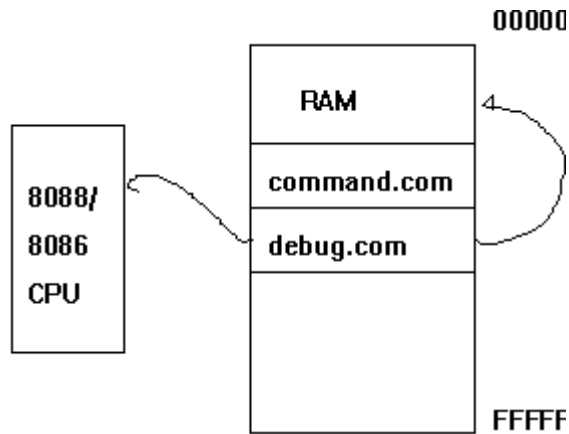 00000
RAM
command.com
8088/
8086
CPU
debug.com
FFFFF